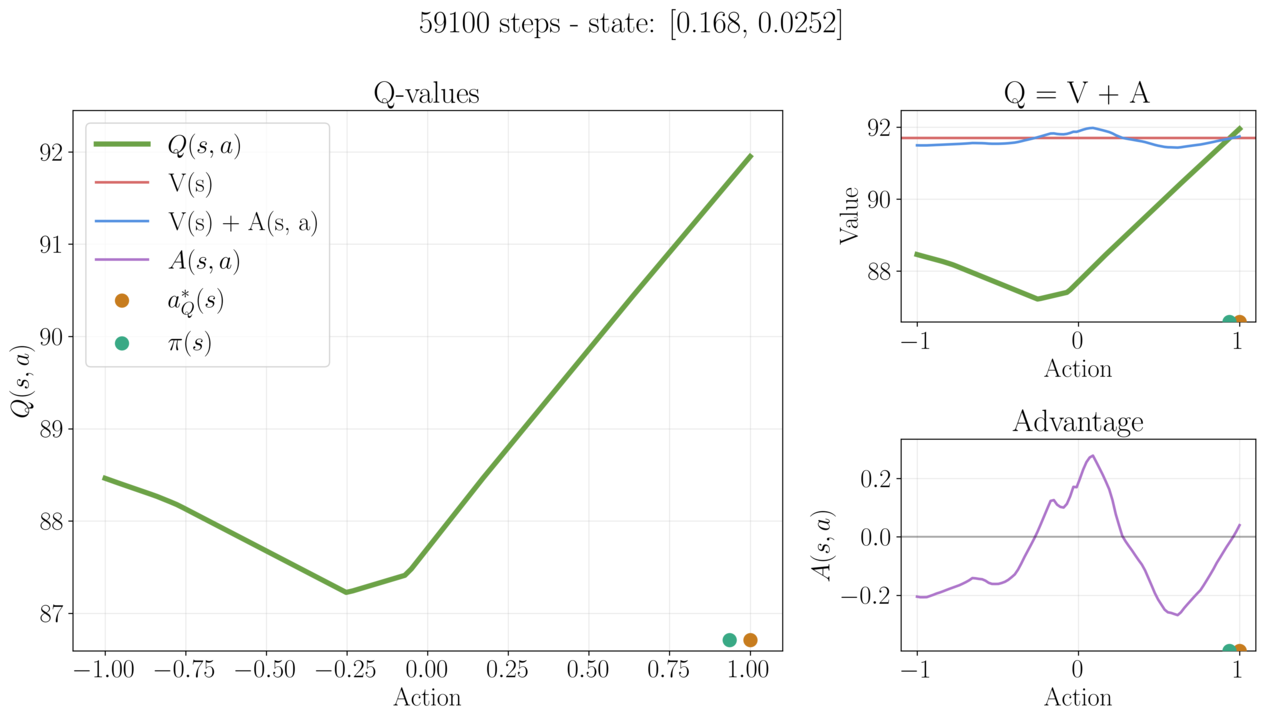 59100 steps - state: [0.168, 0.0252]
Q-values
Q(s, a)
V(s)
V(s) + A(s, a)
A(s, a)
a*Q(s)
π(s)
92
91
90
89
88
87
Q(s, a)
−1.00 −0.75 −0.50 −0.25 0.00 0.25 0.50 0.75 1.00
Action
Q = V + A
92
90
88
Value
−1 0 1
Action
Advantage
0.2
0.0
−0.2
A(s, a)
−1 0 1
Action